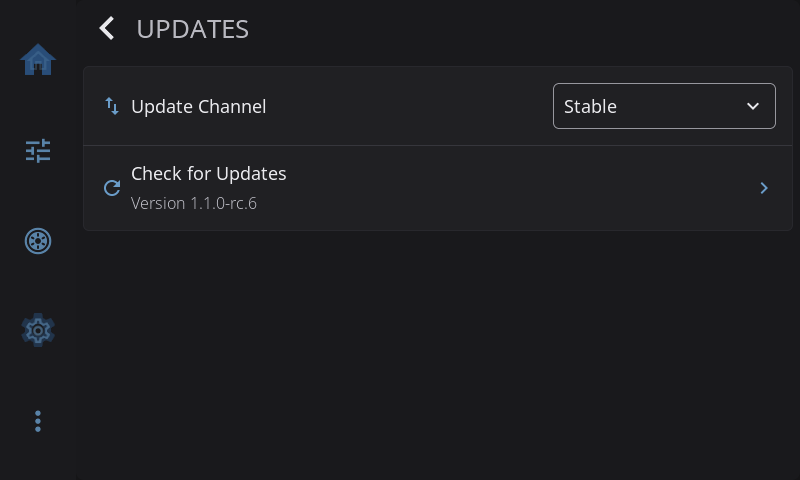 UPDATES
Update Channel
Stable
Check for Updates
Version 1.1.0-rc.6